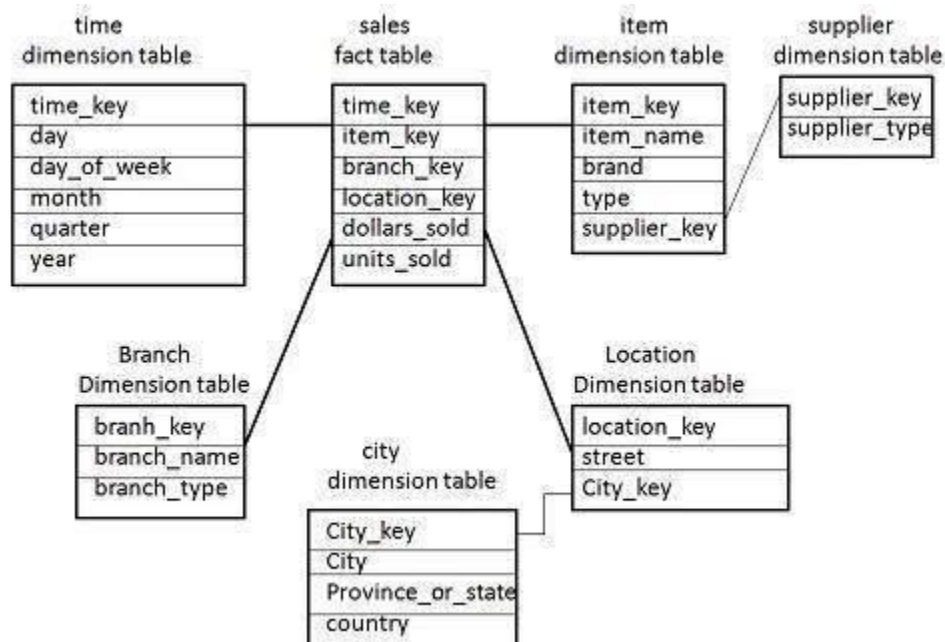 time
dimension table
time_key
day
day_of_week
month
quarter
year
sales
fact table
time_key
item_key
branch_key
location_key
dollars_sold
units_sold
item
dimension table
item_key
item_name
brand
type
supplier_key
supplier
dimension table
supplier_key
supplier_type
Branch
Dimension table
branh_key
branch_name
branch_type
city
dimension table
City_key
City
Province_or_state
country
Location
Dimension table
location_key
street
City_key